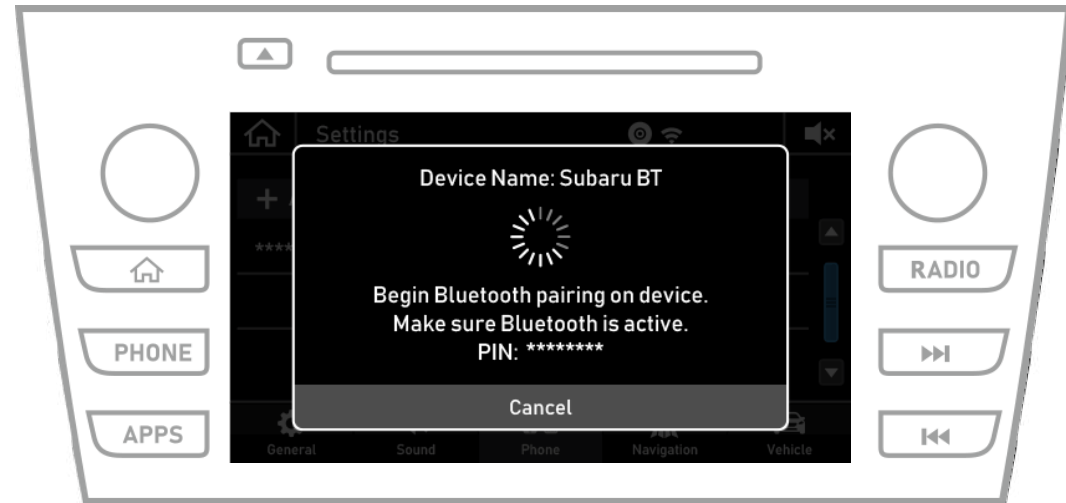 Settings
Device Name: Subaru BT
+
****
Begin Bluetooth pairing on device.
Make sure Bluetooth is active.
PIN: ********
Cancel
General Sound Phone Navigation Vehicle
PHONE
APPS
RADIO